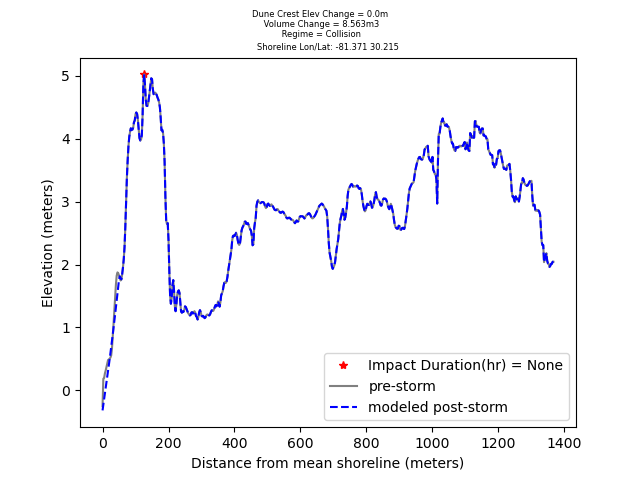 Dune Crest Elev Change = 0.0m
Volume Change = 8.563m3
Regime = Collision
Shoreline Lon/Lat: -81.371 30.215
5
4
3
2
1
0
Elevation (meters)
Impact Duration(hr) = None
pre-storm
modeled post-storm
0 200 400 600 800 1000 1200 1400
Distance from mean shoreline (meters)